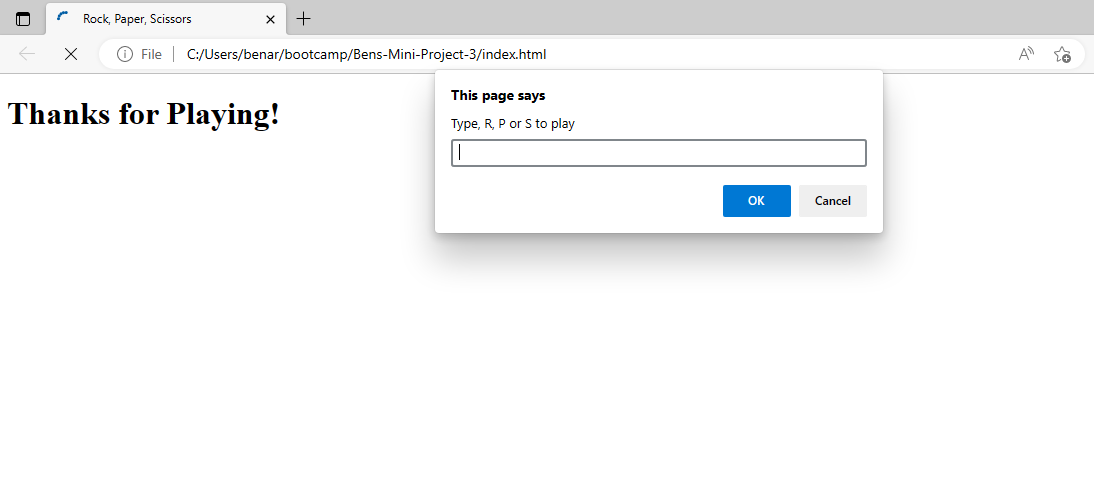 Rock, Paper, Scissors
File
C:/Users/benar/bootcamp/Bens-Mini-Project-3/index.html
Thanks for Playing!
This page says
Type, R, P or S to play
OK
Cancel